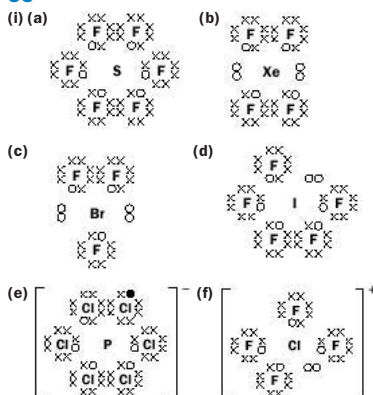 (i) (a)
F F
F S F
F F
(b)
F F
Xe
F F
(c)
F F
Br
F
(d)
F
F I F
F F
(e)
Cl Cl
Cl P Cl
Cl Cl
–
(f)
F
F Cl F
F
+